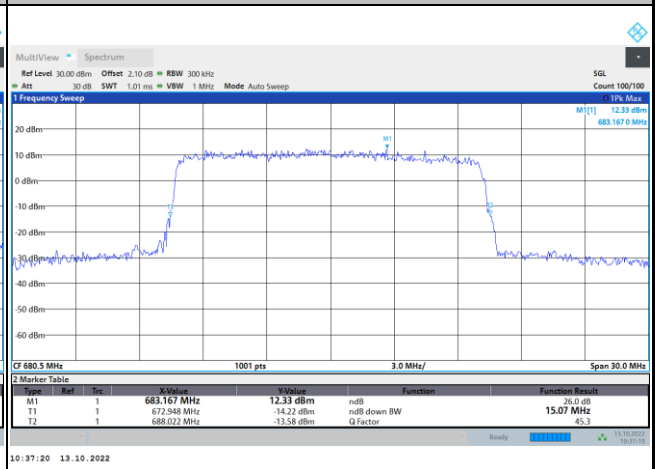 MultiView Spectrum
Ref Level 30.00 dBm Offset 2.10 dB RBW 300 kHz SGL
Att 30 dB SWT 1.01 ms VBW 1 MHz Mode Auto Sweep Count 100/100
1 Frequency Sweep 1Pk Max
M1[1] 12.33 dBm
683.167 0 MHz
20 dBm
M1
10 dBm
0 dBm
-10 dBm
-20 dBm
-30 dBm
-40 dBm
-50 dBm
-60 dBm
CF 680.5 MHz 1001 pts 3.0 MHz/ Span 30.0 MHz
2 Marker Table
Type Ref Trc X-Value Y-Value Function Function Result
M1 1 683.167 MHz 12.33 dBm ndB 26.0 dB
T1 1 672.948 MHz -14.22 dBm ndB down BW 15.07 MHz
T2 1 688.022 MHz -13.58 dBm Q Factor 45.3
Ready 13.10.2022
10:37:19
10:37:20 13.10.2022